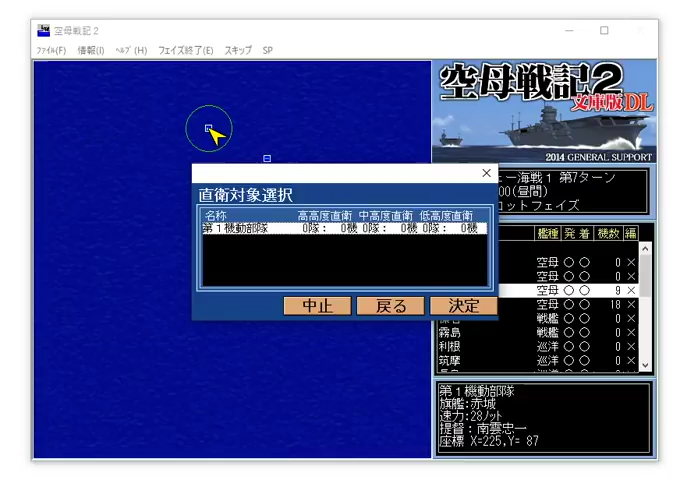 空母戦記２
ﾌｧｲﾙ(F) 情報(I) ﾍﾙﾌﾟ(H) フェイズ終了(E) スキップ SP
空母戦記2
文庫版DL
2014 GENERAL SUPPORT
ー海戦１ 第7ターン
00(昼間)
ロットフェイズ
直衛対象選択
名称 高高度直衛 中高度直衛 低高度直衛
第１機動部隊 0隊： 0機 0隊： 0機 0隊： 0機
中止 戻る 決定
艦種 発 着 機数 編
空母 〇 〇 0 ×
空母 〇 〇 0 ×
空母 〇 〇 9 ×
空母 〇 〇 18 ×
戦艦 〇 〇 0 ×
霧島 戦艦 〇 〇 0 ×
利根 巡洋 〇 〇 0 ×
筑摩 巡洋 〇 〇 0 ×
第１機動部隊
旗艦:赤城
速力:28ﾉｯﾄ
提督：南雲忠一
座標 X=225,Y= 87